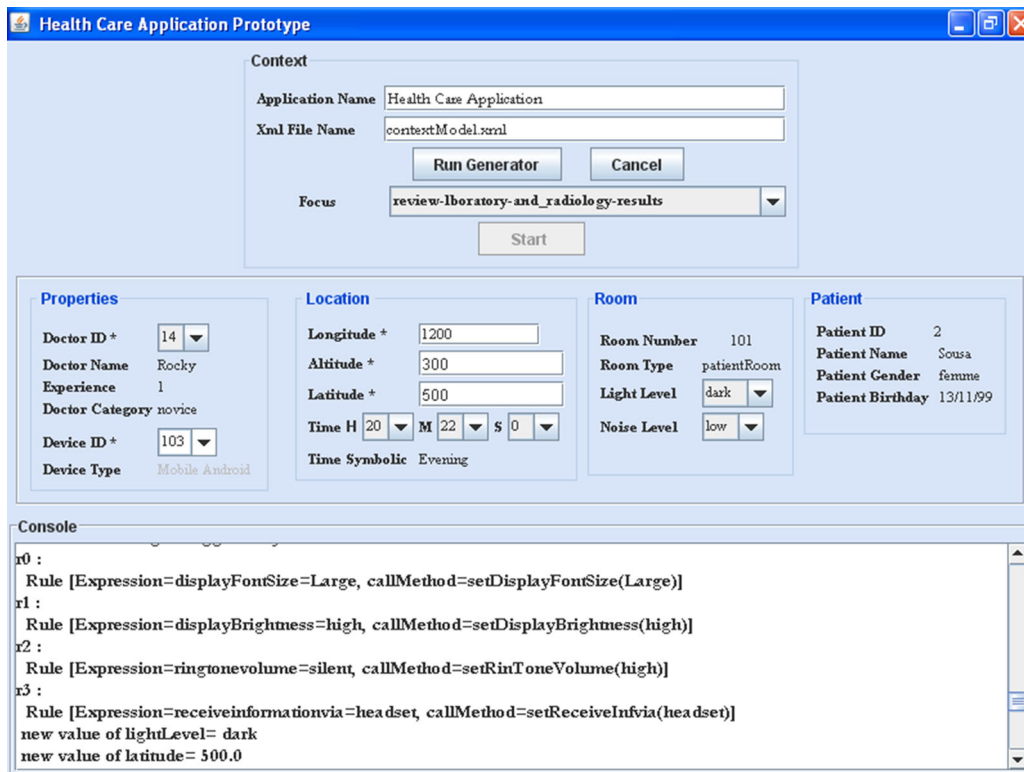 Health Care Application Prototype
Context
Application Name Health Care Application
Xml File Name contextModel.xml
Run Generator Cancel
Focus review-lboratory-and_radiology-results
Start
Properties
Doctor ID * 14
Doctor Name Rocky
Experience 1
Doctor Category novice
Device ID * 103
Device Type Mobile Android
Location
Longitude * 1200
Altitude * 300
Latitude * 500
Time H 20 M 22 S 0
Time Symbolic Evening
Room
Room Number 101
Room Type patientRoom
Light Level dark
Noise Level low
Patient
Patient ID 2
Patient Name Sousa
Patient Gender femme
Patient Birthday 13/11/99
Console
r0 :
Rule [Expression=displayFontSize=Large, callMethod=setDisplayFontSize(Large)]
r1 :
Rule [Expression=displayBrightness=high, callMethod=setDisplayBrightness(high)]
r2 :
Rule [Expression=ringtonevolume=silent, callMethod=setRinToneVolume(high)]
r3 :
Rule [Expression=receiveinformationvia=headset, callMethod=setReceiveInfvia(headset)]
new value of lightLevel= dark
new value of latitude= 500.0